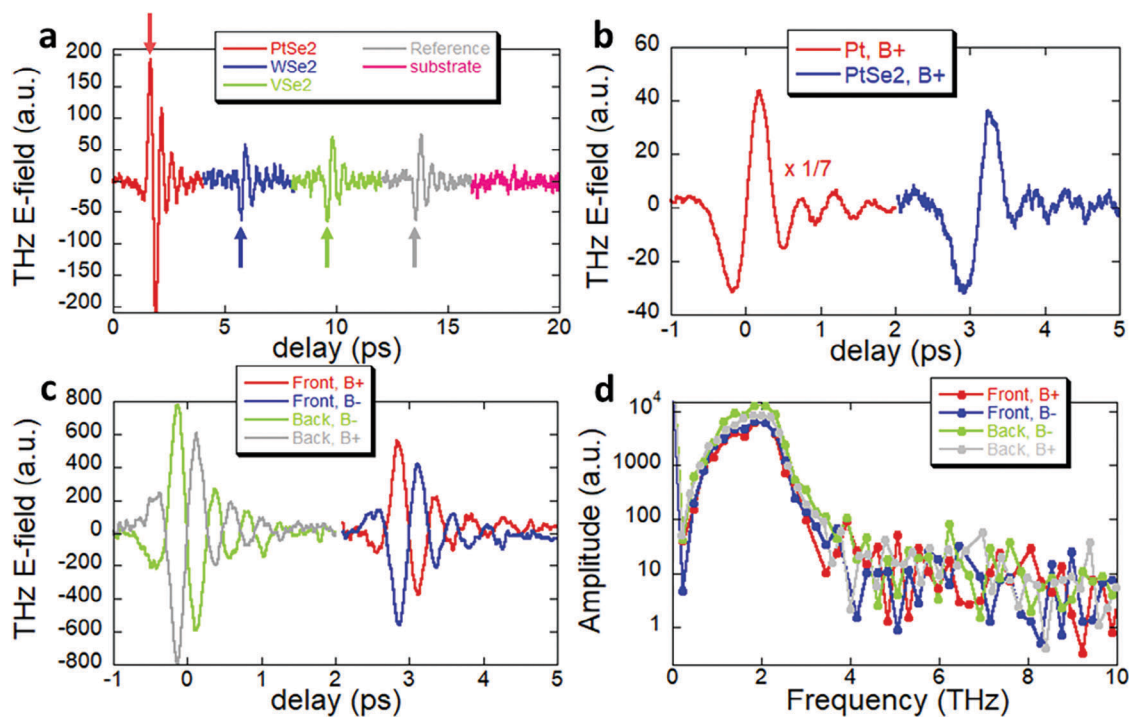 a
PtSe2
WSe2
VSe2
Reference
substrate
THz E-field (a.u.)
200
150
100
50
0
-50
-100
-150
-200
0
5
10
15
20
delay (ps)
b
Pt, B+
PtSe2, B+
x 1/7
THz E-field (a.u.)
60
40
20
0
-20
-40
-1
0
1
2
3
4
5
delay (ps)
c
Front, B+
Front, B-
Back, B-
Back, B+
THz E-field (a.u.)
800
600
400
200
0
-200
-400
-600
-800
-1
0
1
2
3
4
5
delay (ps)
d
Front, B+
Front, B-
Back, B-
Back, B+
Amplitude (a.u.)
10^4
1000
100
10
1
0
2
4
6
8
10
Frequency (THz)